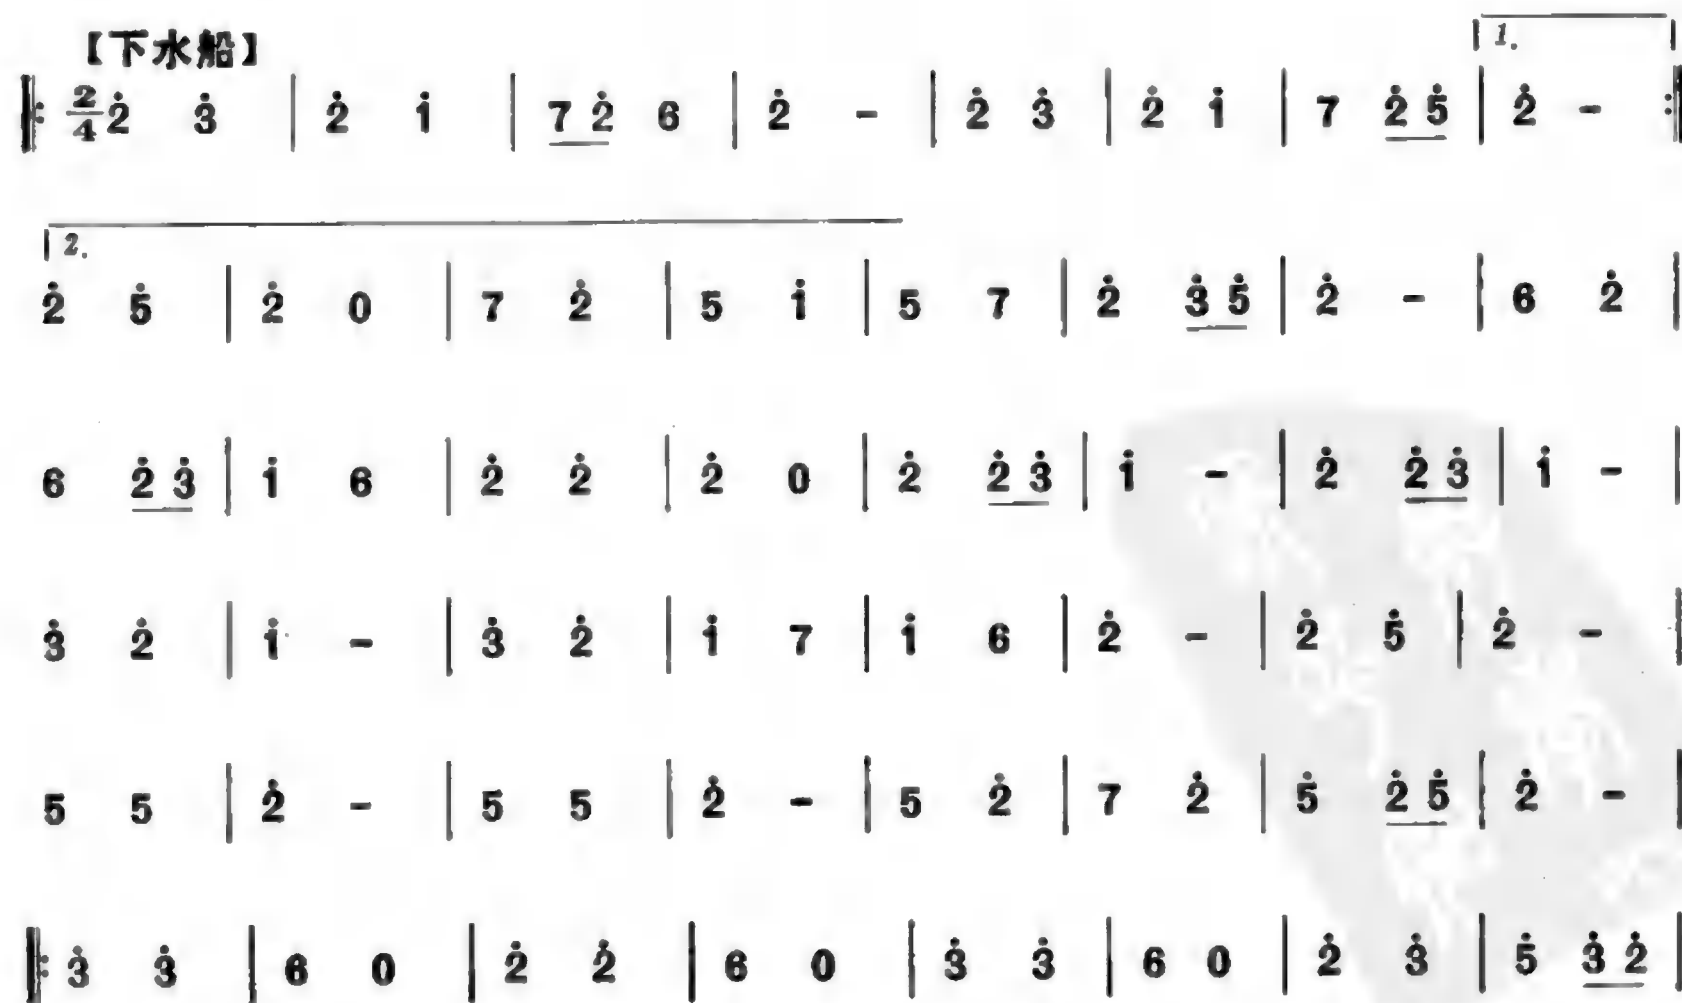 【下水船】
1.
𝄆 2/4 2̇ 3̇ | 2̇ 1̇ | 7 2̇ 6 | 2̇ - | 2̇ 3̇ | 2̇ 1̇ | 7 2̇ 5̇ | 2̇ - 𝄇
2.
2̇ 5̇ | 2̇ 0 | 7 2̇ | 5 1̇ | 5 7 | 2̇ 3̇ 5̇ | 2̇ - | 6 2̇ |
6 2̇ 3̇ | 1̇ 6 | 2̇ 2̇ | 2̇ 0 | 2̇ 2̇ 3̇ | 1̇ - | 2̇ 2̇ 3̇ | 1̇ - |
3̇ 2̇ | 1̇ - | 3̇ 2̇ | 1̇ 7 | 1̇ 6 | 2̇ - | 2̇ 5̇ | 2̇ - |
5 5 | 2̇ - | 5 5 | 2̇ - | 5 2̇ | 7 2̇ | 5̇ 2̇ 5̇ | 2̇ - |
𝄆 3̇ 3̇ | 6 0 | 2̇ 2̇ | 6 0 | 3̇ 3̇ | 6 0 | 2̇ 3̇ | 5̇ 3̇ 2̇ |